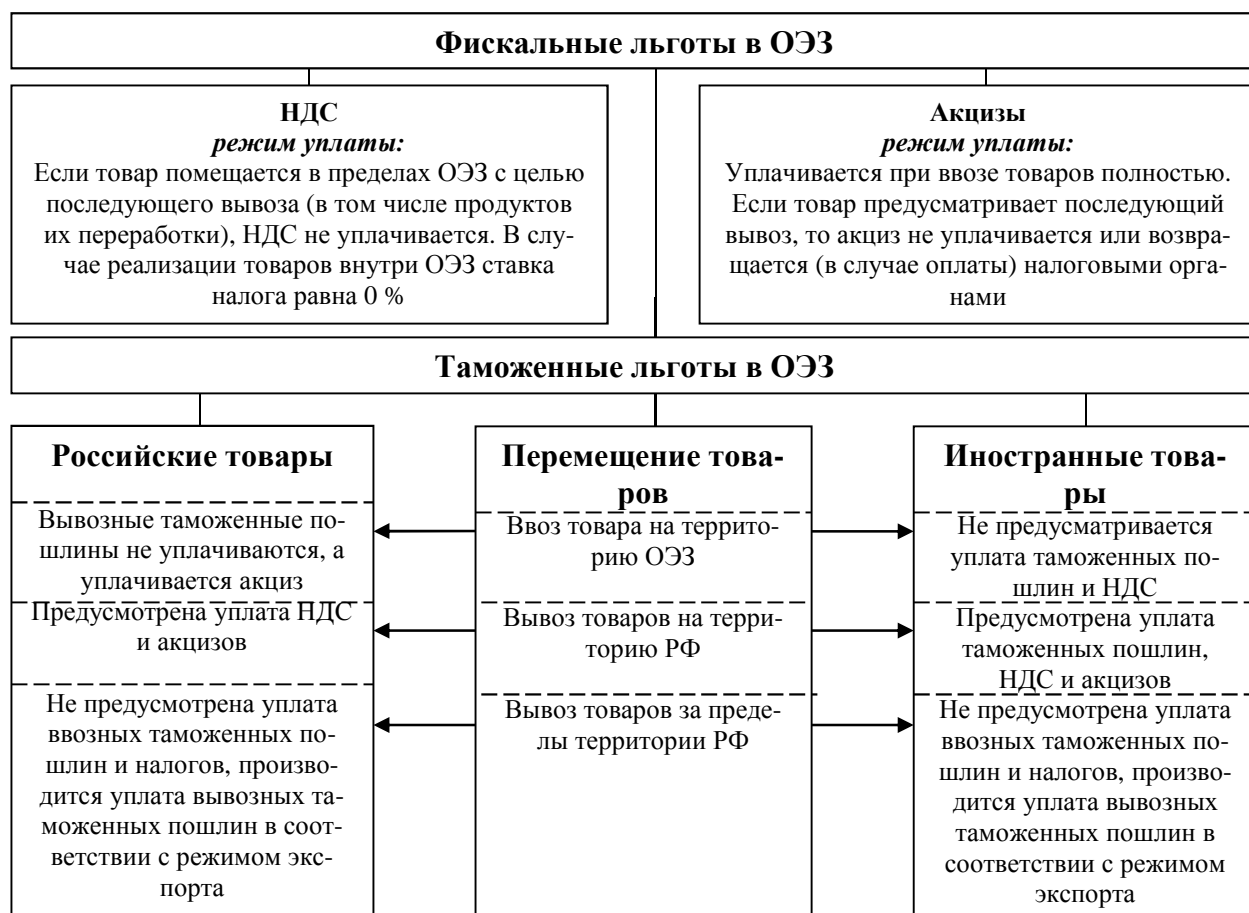 Фискальные льготы в ОЭЗ
НДС
режим уплаты:
Если товар помещается в пределах ОЭЗ с целью
последующего вывоза (в том числе продуктов
их переработки), НДС не уплачивается. В слу-
чае реализации товаров внутри ОЭЗ ставка
налога равна 0 %
Акцизы
режим уплаты:
Уплачивается при ввозе товаров полностью.
Если товар предусматривает последующий
вывоз, то акциз не уплачивается или возвра-
щается (в случае оплаты) налоговыми орга-
нами
Таможенные льготы в ОЭЗ
Российские товары
Вывозные таможенные по-
шлины не уплачиваются, а
уплачивается акциз
Предусмотрена уплата НДС
и акцизов
Не предусмотрена уплата
ввозных таможенных по-
шлин и налогов, произво-
дится уплата вывозных та-
моженных пошлин в соот-
ветствии с режимом экс-
порта
Перемещение това-
ров
Ввоз товара на террито-
рию ОЭЗ
Вывоз товаров на терри-
торию РФ
Вывоз товаров за преде-
лы территории РФ
Иностранные това-
ры
Не предусматривается
уплата таможенных по-
шлин и НДС
Предусмотрена уплата
таможенных пошлин,
НДС и акцизов
Не предусмотрена уплата
ввозных таможенных по-
шлин и налогов, произво-
дится уплата вывозных
таможенных пошлин в
соответствии с режимом
экспорта